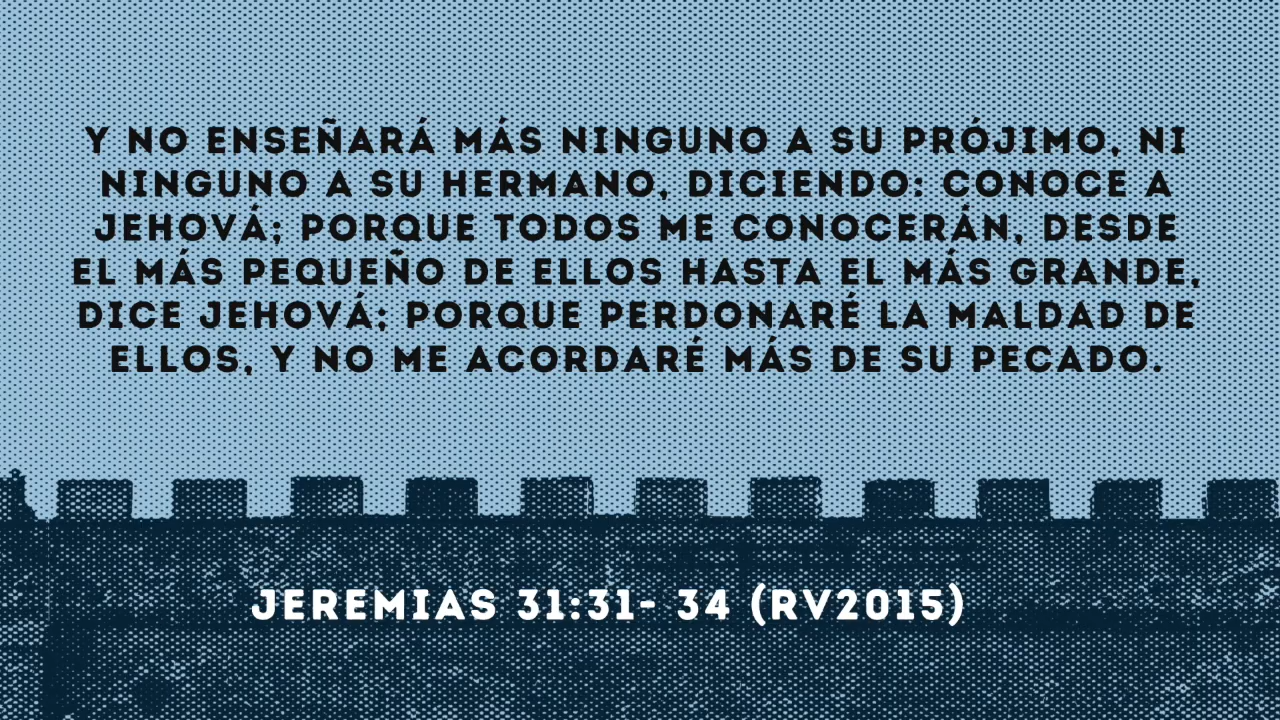 Y NO ENSEÑARÁ MÁS NINGUNO A SU PRÓJIMO, NI
NINGUNO A SU HERMANO, DICIENDO: CONOCE A
JEHOVÁ; PORQUE TODOS ME CONOCERÁN, DESDE
EL MÁS PEQUEÑO DE ELLOS HASTA EL MÁS GRANDE,
DICE JEHOVÁ; PORQUE PERDONARÉ LA MALDAD DE
ELLOS, Y NO ME ACORDARÉ MÁS DE SU PECADO.
JEREMIAS 31:31- 34 (RV2015)